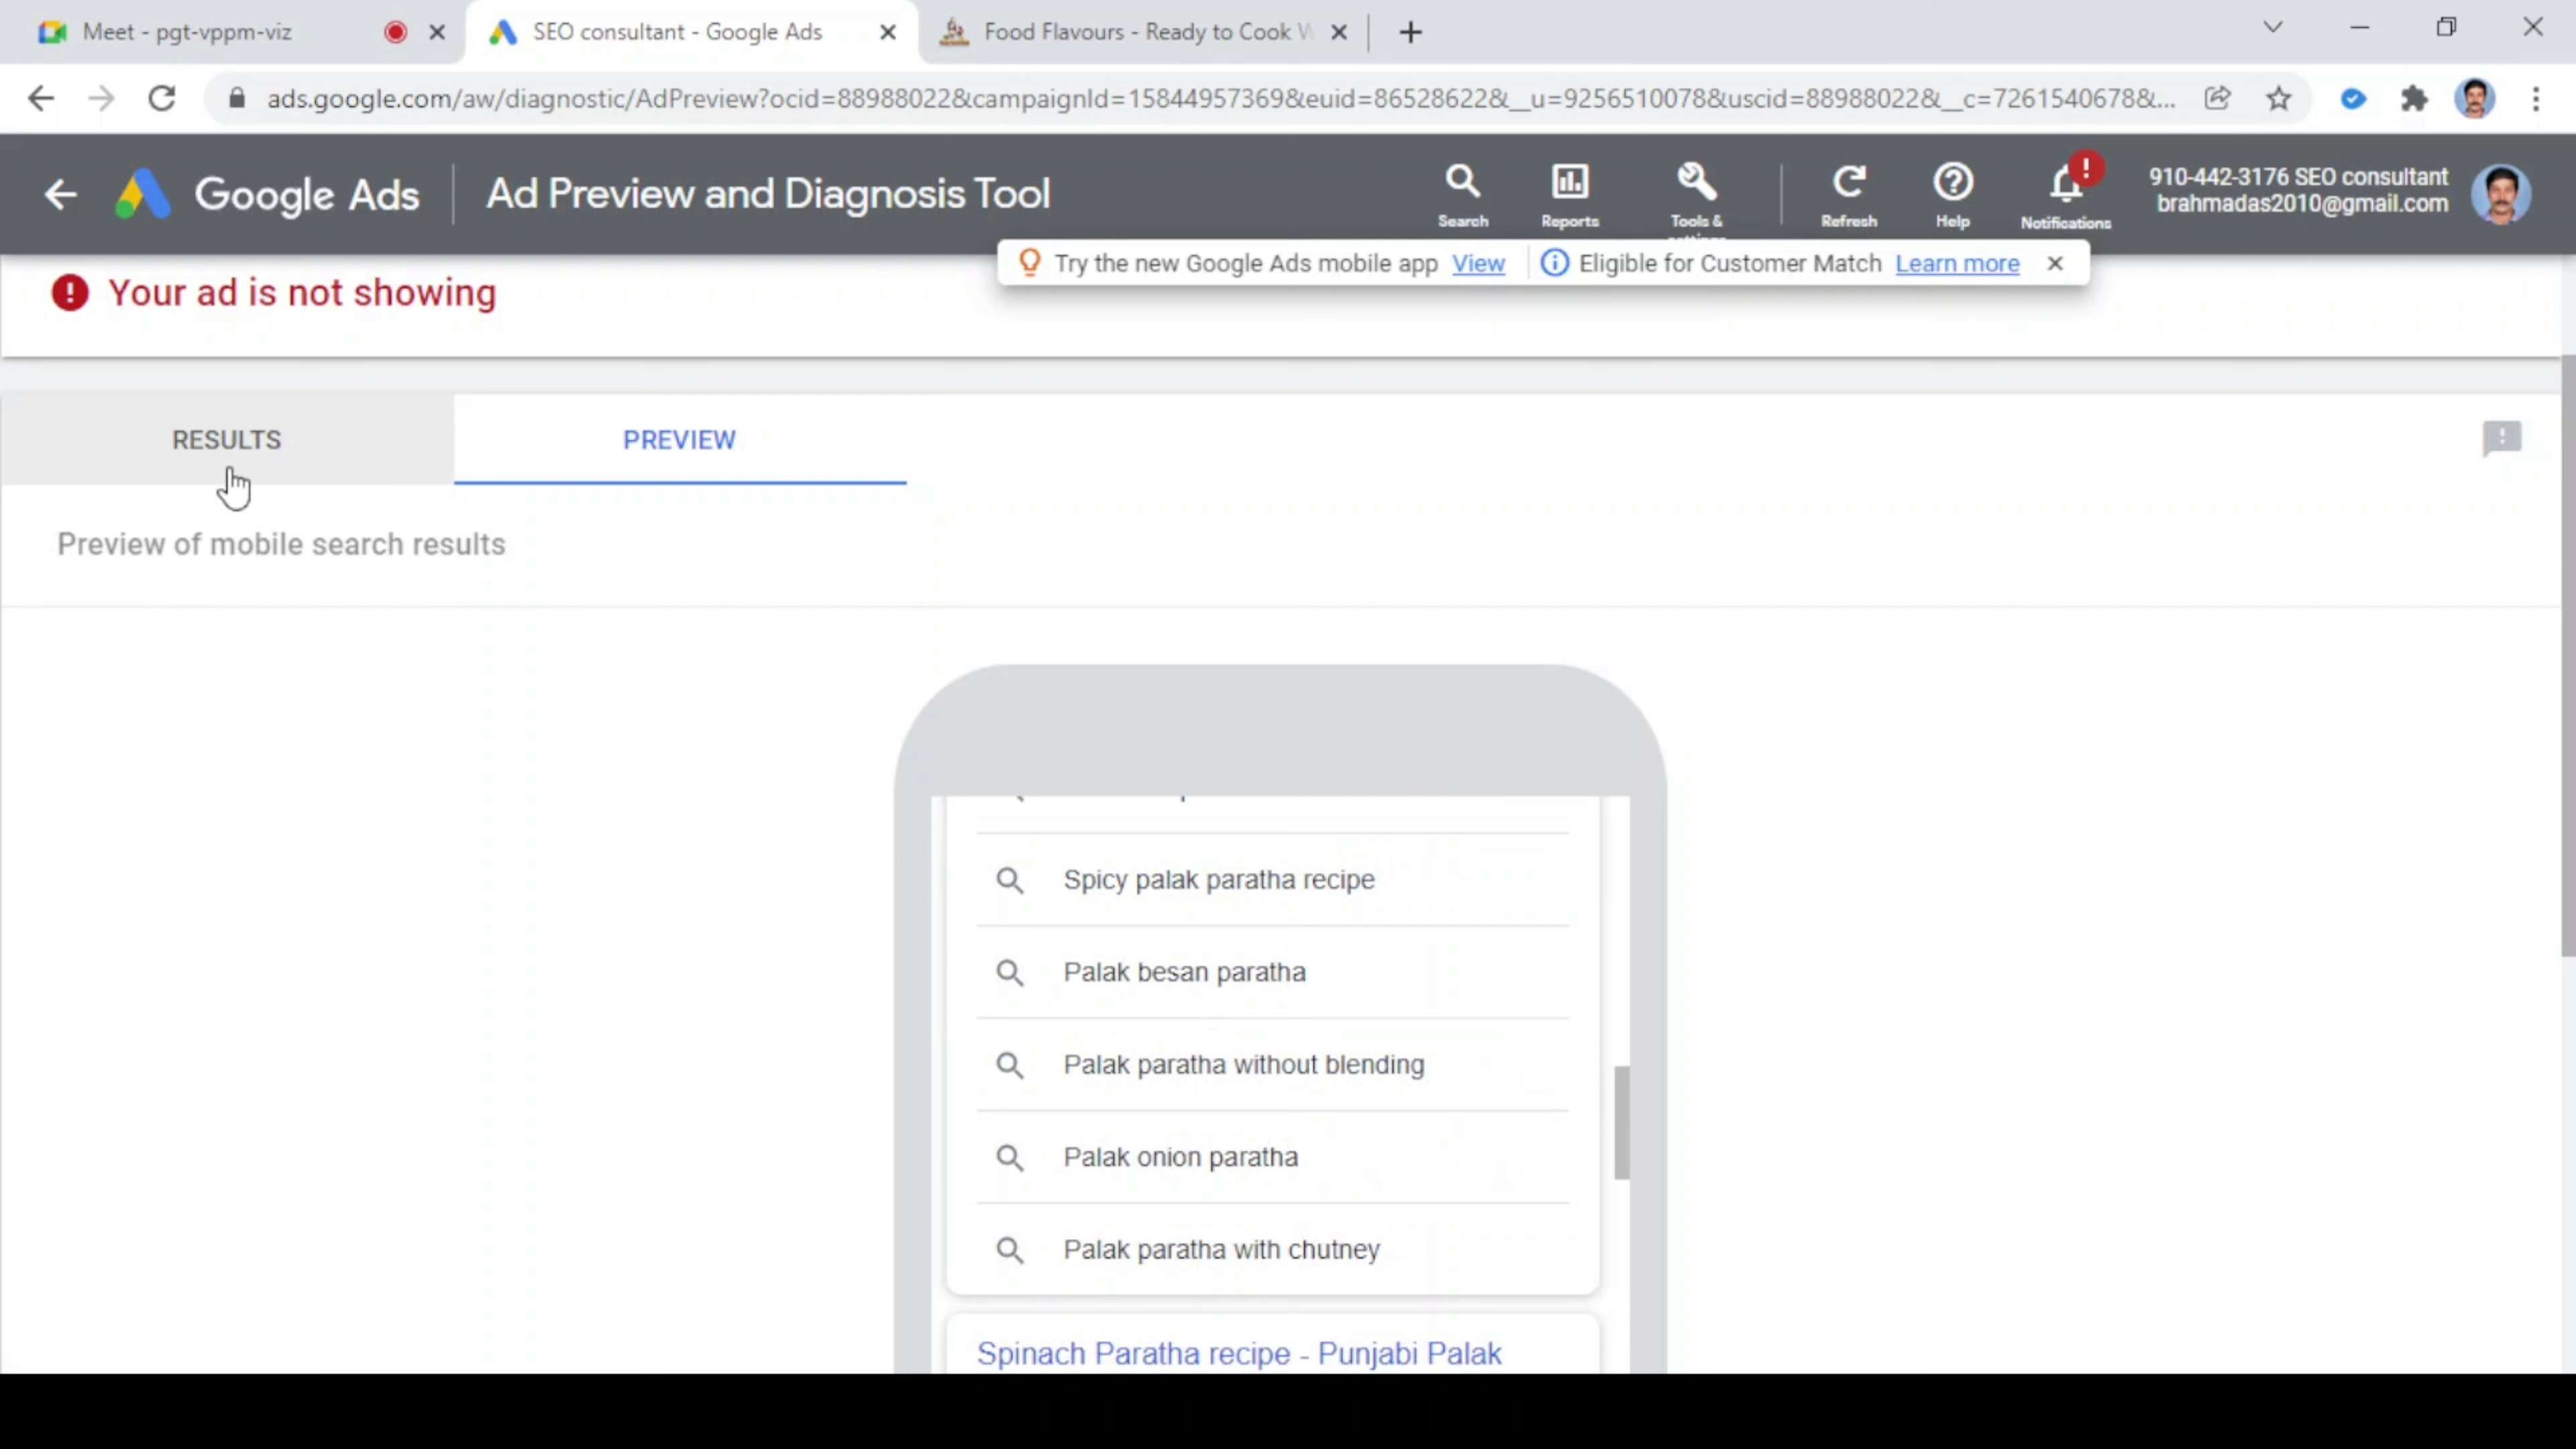 Meet - pgt-vppm-viz
SEO consultant - Google Ads
Food Flavours - Ready to Cook
ads.google.com/aw/diagnostic/AdPreview?ocid=88988022&campaignId=15844957369&euid=86528622&__u=9256510078&uscid=88988022&__c=7261540678&...
Google Ads
Ad Preview and Diagnosis Tool
Search
Reports
Tools &
Refresh
Help
Notifications
910-442-3176 SEO consultant
brahmadas2010@gmail.com
Try the new Google Ads mobile app View
Eligible for Customer Match Learn more
Your ad is not showing
RESULTS
PREVIEW
Preview of mobile search results
Spicy palak paratha recipe
Palak besan paratha
Palak paratha without blending
Palak onion paratha
Palak paratha with chutney
Spinach Paratha recipe - Punjabi Palak